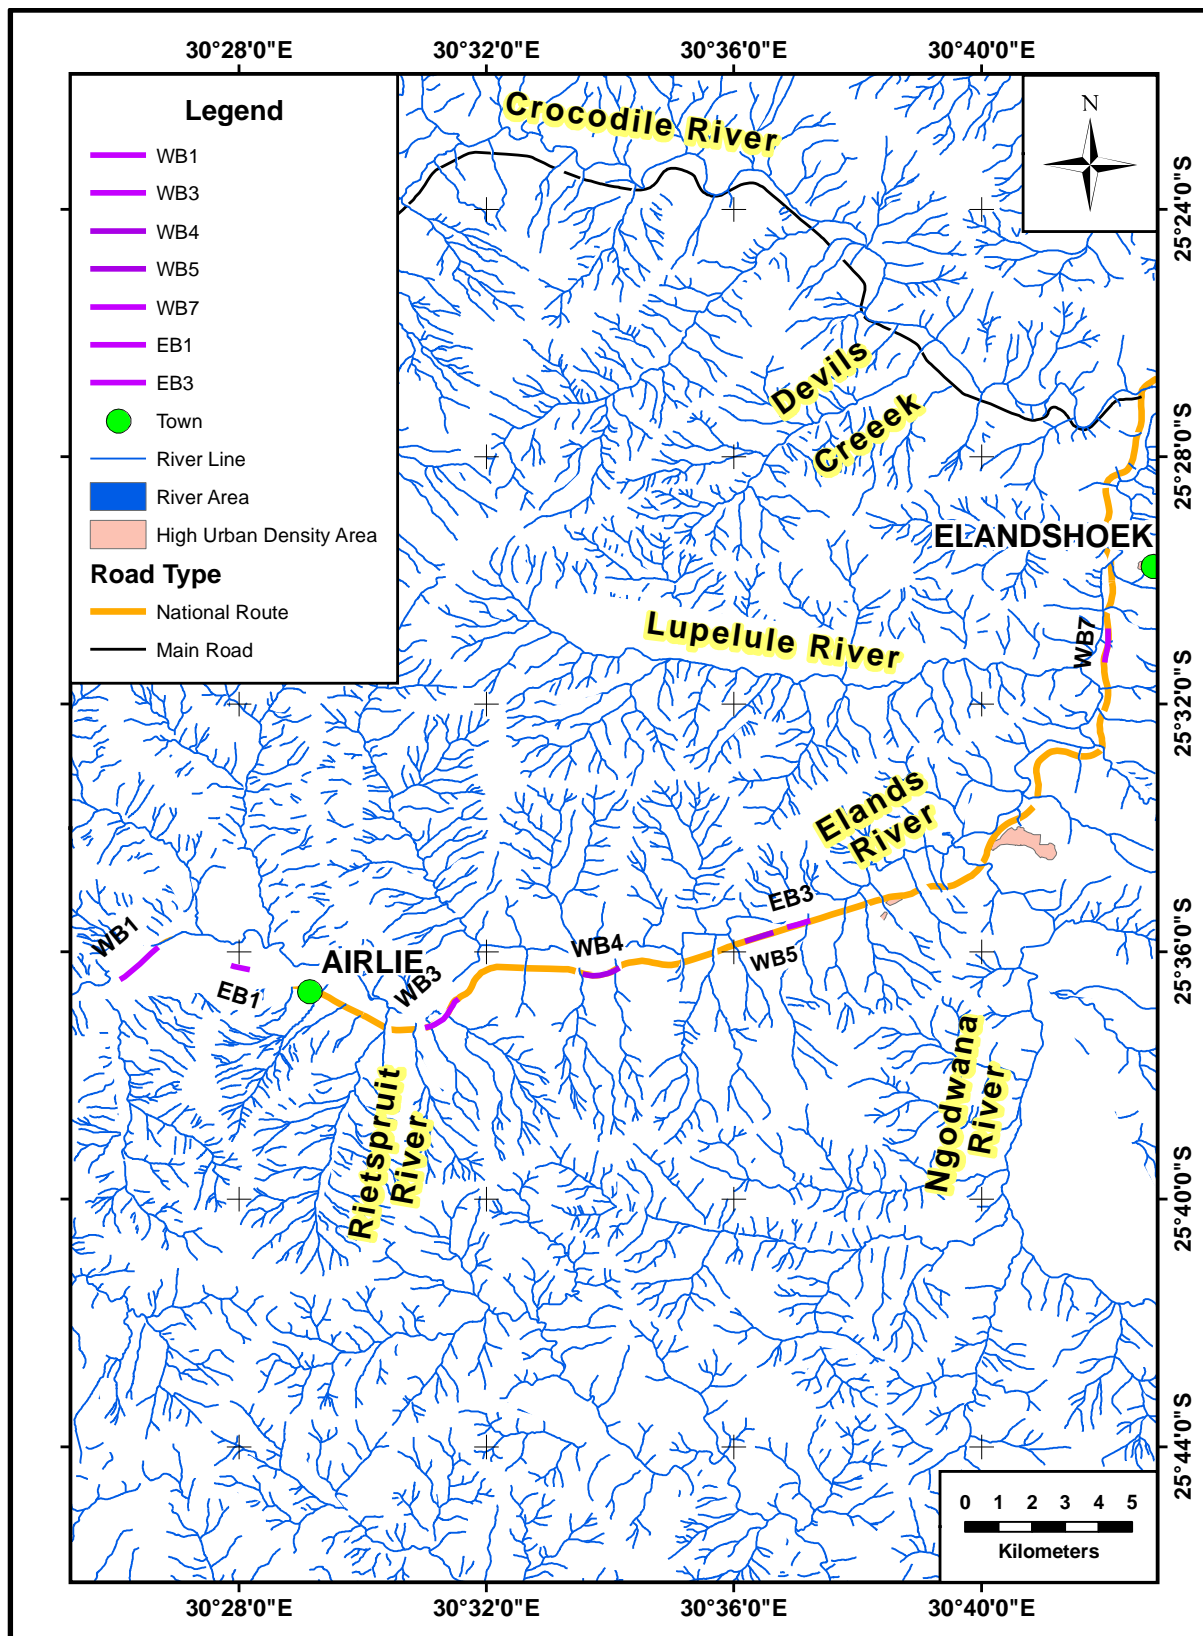 30°28'0"E 30°32'0"E 30°36'0"E 30°40'0"E
Legend
WB1
WB3
WB4
WB5
WB7
EB1
EB3
Town
River Line
River Area
High Urban Density Area
Road Type
National Route
Main Road
N
Crocodile River
25°24'0"S
Devils
Creeek
25°28'0"S
ELANDSHOEK
Lupelule River
WB7
25°32'0"S
Elands
River
EB3
WB1
WB4
WB5
25°36'0"S
AIRLIE
WB3
EB1
Rietspruit
River
Ngodwana
River
25°40'0"S
25°44'0"S
0 1 2 3 4 5
Kilometers
30°28'0"E 30°32'0"E 30°36'0"E 30°40'0"E